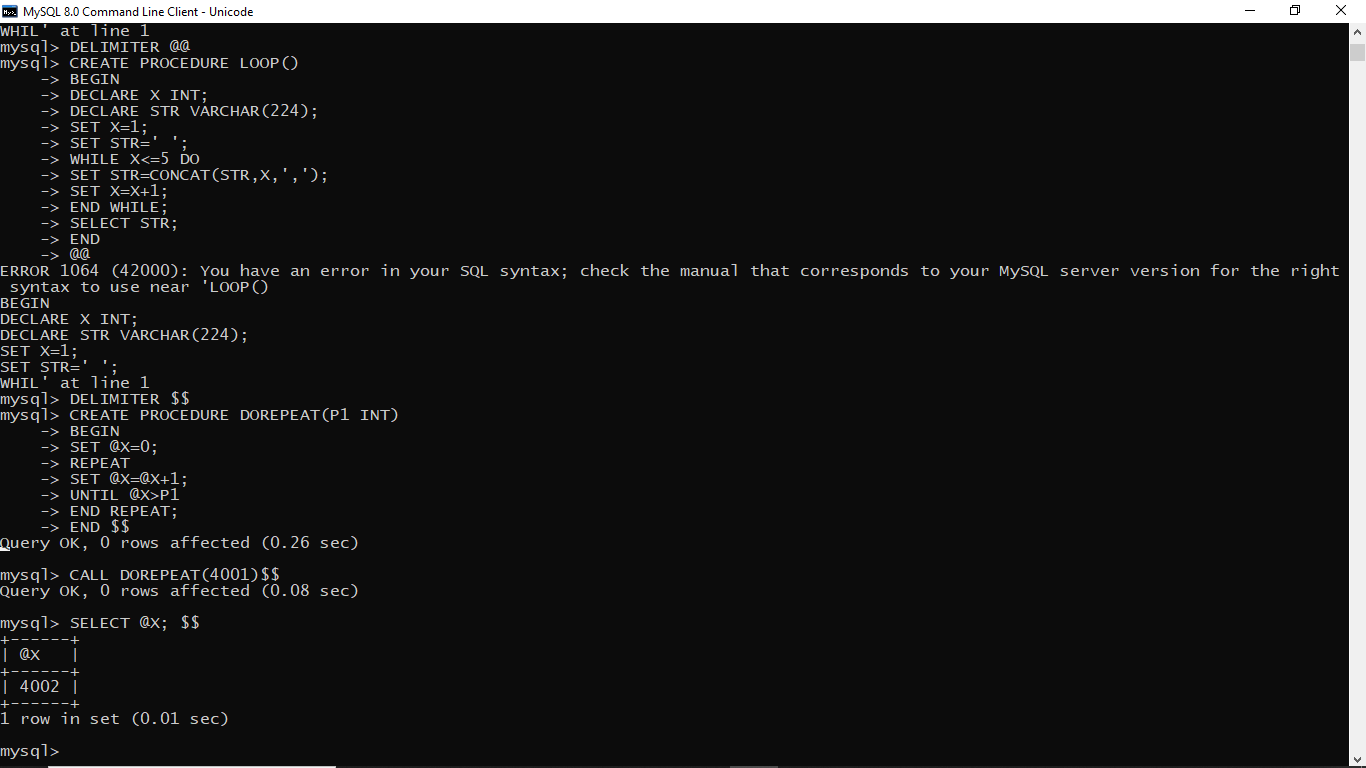 MySQL 8.0 Command Line Client - Unicode
WHIL' at line 1
mysql> DELIMITER @@
mysql> CREATE PROCEDURE LOOP()
    -> BEGIN
    -> DECLARE X INT;
    -> DECLARE STR VARCHAR(224);
    -> SET X=1;
    -> SET STR=' ';
    -> WHILE X<=5 DO
    -> SET STR=CONCAT(STR,X,',');
    -> SET X=X+1;
    -> END WHILE;
    -> SELECT STR;
    -> END
    -> @@
ERROR 1064 (42000): You have an error in your SQL syntax; check the manual that corresponds to your MySQL server version for the right
 syntax to use near 'LOOP()
BEGIN
DECLARE X INT;
DECLARE STR VARCHAR(224);
SET X=1;
SET STR=' ';
WHIL' at line 1
mysql> DELIMITER $$
mysql> CREATE PROCEDURE DOREPEAT(P1 INT)
    -> BEGIN
    -> SET @X=0;
    -> REPEAT
    -> SET @X=@X+1;
    -> UNTIL @X>P1
    -> END REPEAT;
    -> END $$
Query OK, 0 rows affected (0.26 sec)

mysql> CALL DOREPEAT(4001)$$
Query OK, 0 rows affected (0.08 sec)

mysql> SELECT @X; $$
+------+
| @X   |
+------+
| 4002 |
+------+
1 row in set (0.01 sec)

mysql>